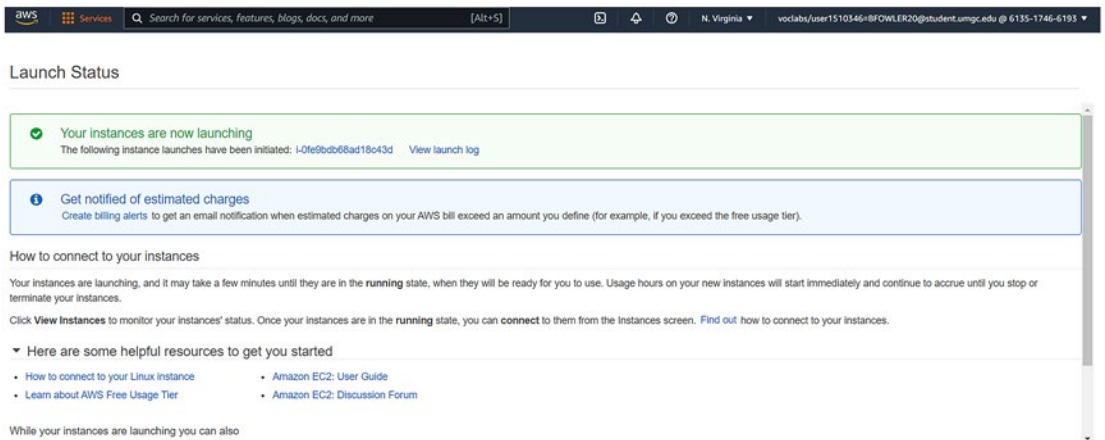 aws Services Search for services, features, blogs, docs, and more [Alt+S] N. Virginia ▼ voclabs/user1510346=BFOWLER20@student.umgc.edu @ 6135-1746-6193 ▼
Launch Status
Your instances are now launching
The following instance launches have been initiated: i-0fe9bdb68ad18c43d View launch log
Get notified of estimated charges
Create billing alerts to get an email notification when estimated charges on your AWS bill exceed an amount you define (for example, if you exceed the free usage tier).
How to connect to your instances
Your instances are launching, and it may take a few minutes until they are in the running state, when they will be ready for you to use. Usage hours on your new instances will start immediately and continue to accrue until you stop or
terminate your instances.
Click View Instances to monitor your instances' status. Once your instances are in the running state, you can connect to them from the Instances screen. Find out how to connect to your instances.
▼ Here are some helpful resources to get you started
• How to connect to your Linux instance • Amazon EC2: User Guide
• Learn about AWS Free Usage Tier • Amazon EC2: Discussion Forum
While your instances are launching you can also